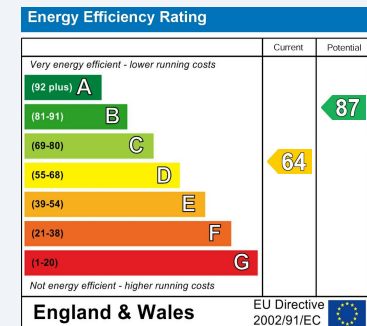 Energy Efficiency Rating
Current Potential
Very energy efficient - lower running costs
(92 plus) A
(81-91) B
87
(69-80) C
64
(55-68) D
(39-54) E
(21-38) F
(1-20) G
Not energy efficient - higher running costs
England & Wales
EU Directive
2002/91/EC